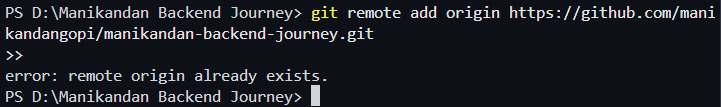 PS D:\Manikandan Backend Journey> git remote add origin https://github.com/mani
kandangopi/manikandan-backend-journey.git
>>
error: remote origin already exists.
PS D:\Manikandan Backend Journey>